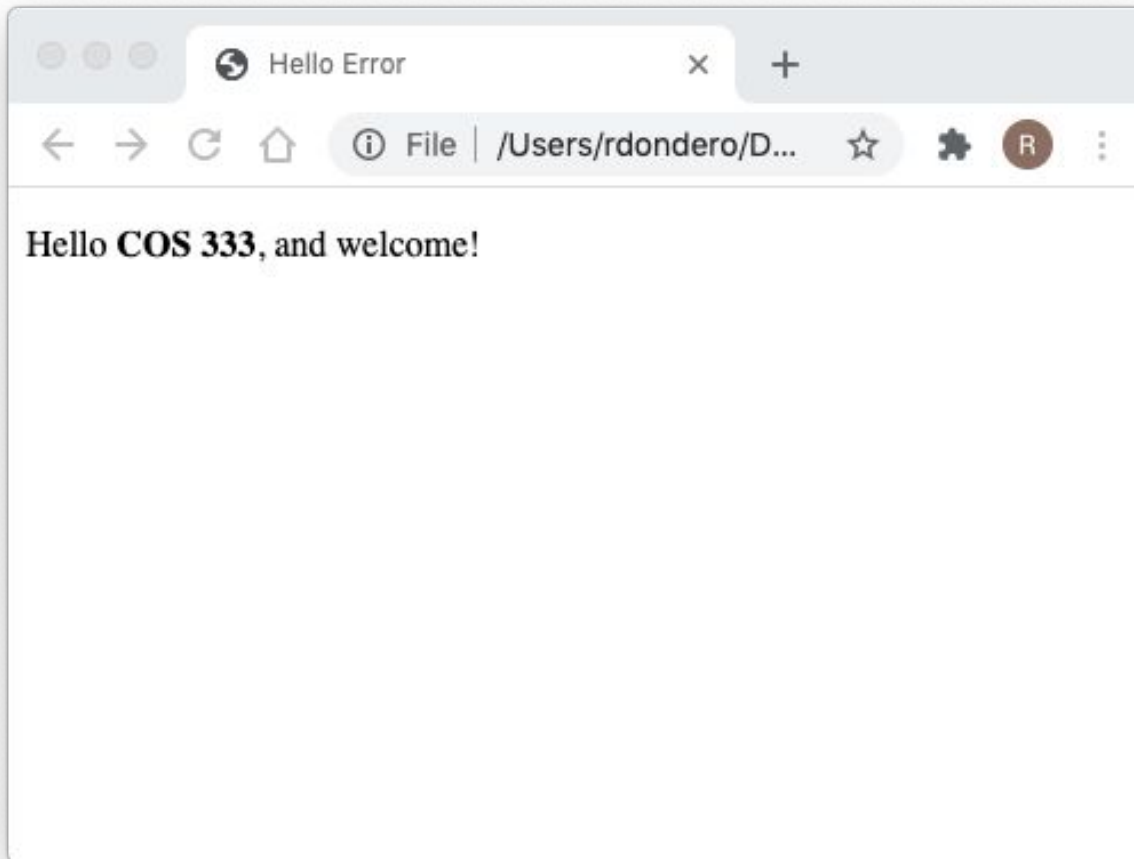 Hello Error
File /Users/rdondero/D...
R
Hello COS 333, and welcome!